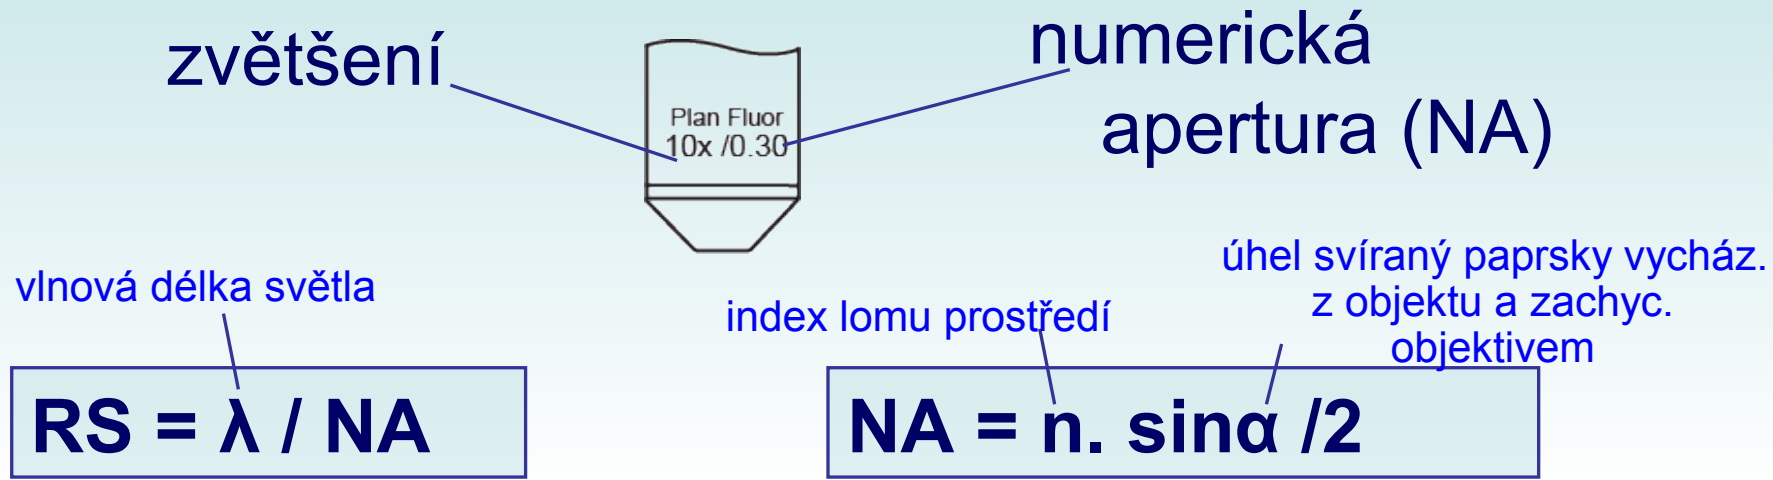 zvětšení
numerická
apertura (NA)
Plan Fluor
10x /0.30
vlnová délka světla
index lomu prostředí
úhel svíraný paprsky vycház.
z objektu a zachyc.
objektivem
RS = λ / NA
NA = n. sinα /2